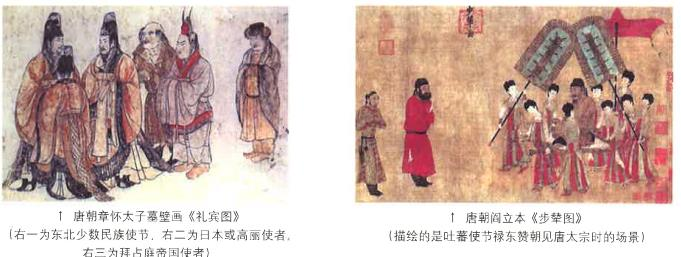 ↑ 唐朝章怀太子墓壁画《礼宾图》
(右一为东北少数民族使节,右二为日本或高丽使者,
右三为拜占庭帝国使者)
↑ 唐朝阎立本《步辇图》
(描绘的是吐蕃使节禄东赞朝见唐太宗时的场景)